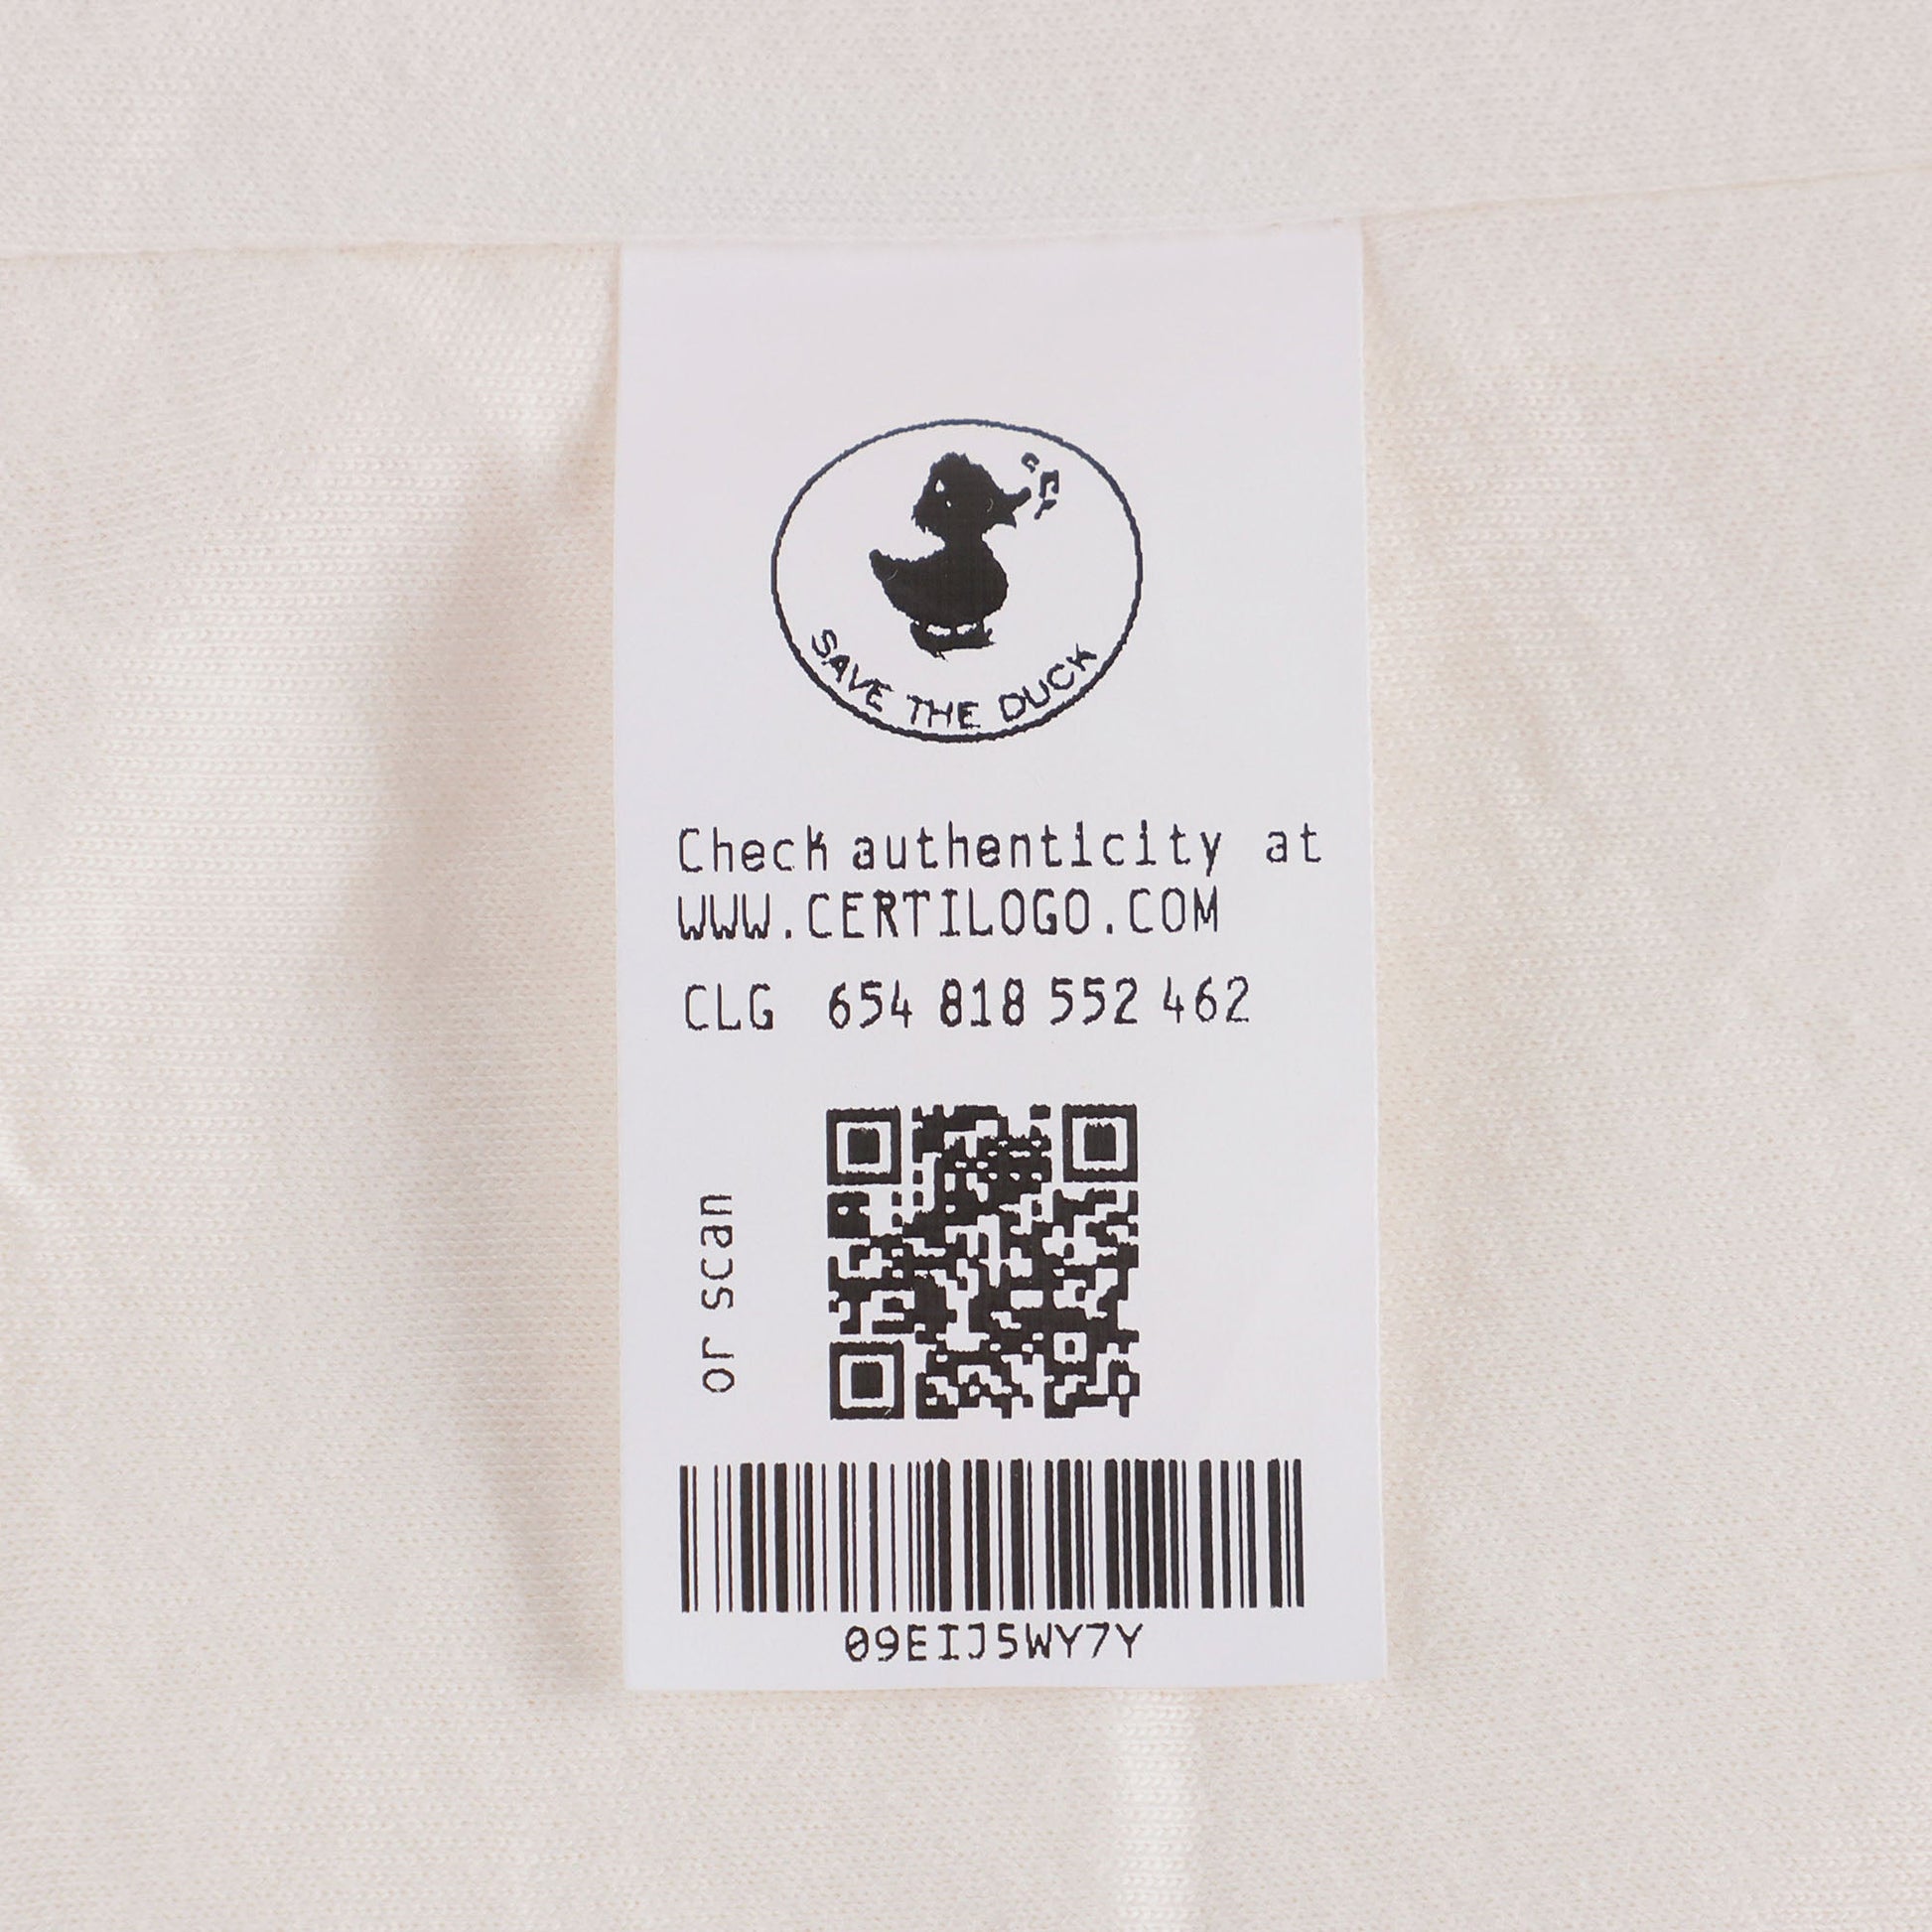 SAVE THE DUCK
Check authenticity at
WWW.CERTILOGO.COM
CLG 654 818 552 462
or scan
09EIJ5WY7Y